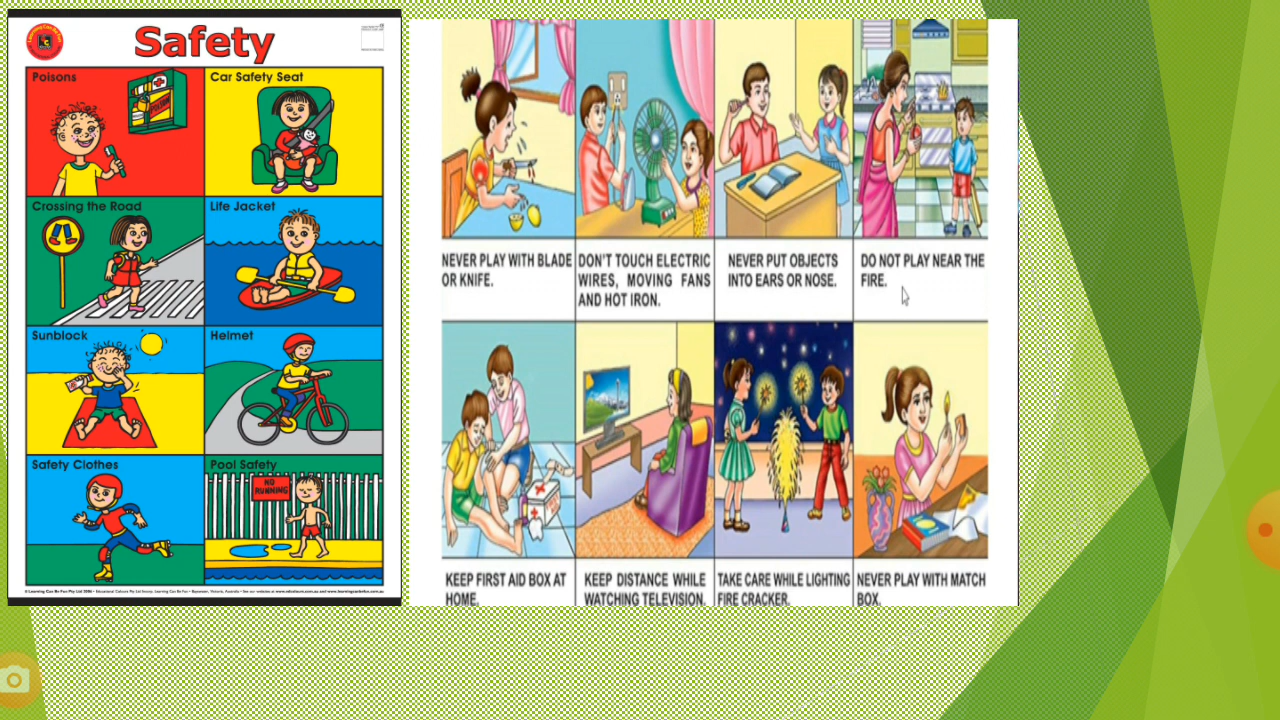 Safety
Poisons
POISON
Car Safety Seat
Crossing the Road
Life Jacket
Sunblock
Helmet
Safety Clothes
Pool Safety
NO
RUNNING
NEVER PLAY WITH BLADE
OR KNIFE.
DON'T TOUCH ELECTRIC
WIRES, MOVING FANS
AND HOT IRON.
NEVER PUT OBJECTS
INTO EARS OR NOSE.
DO NOT PLAY NEAR THE
FIRE.
KEEP FIRST AID BOX AT
HOME.
KEEP DISTANCE WHILE
WATCHING TELEVISION.
TAKE CARE WHILE LIGHTING
FIRE CRACKER.
NEVER PLAY WITH MATCH
BOX.